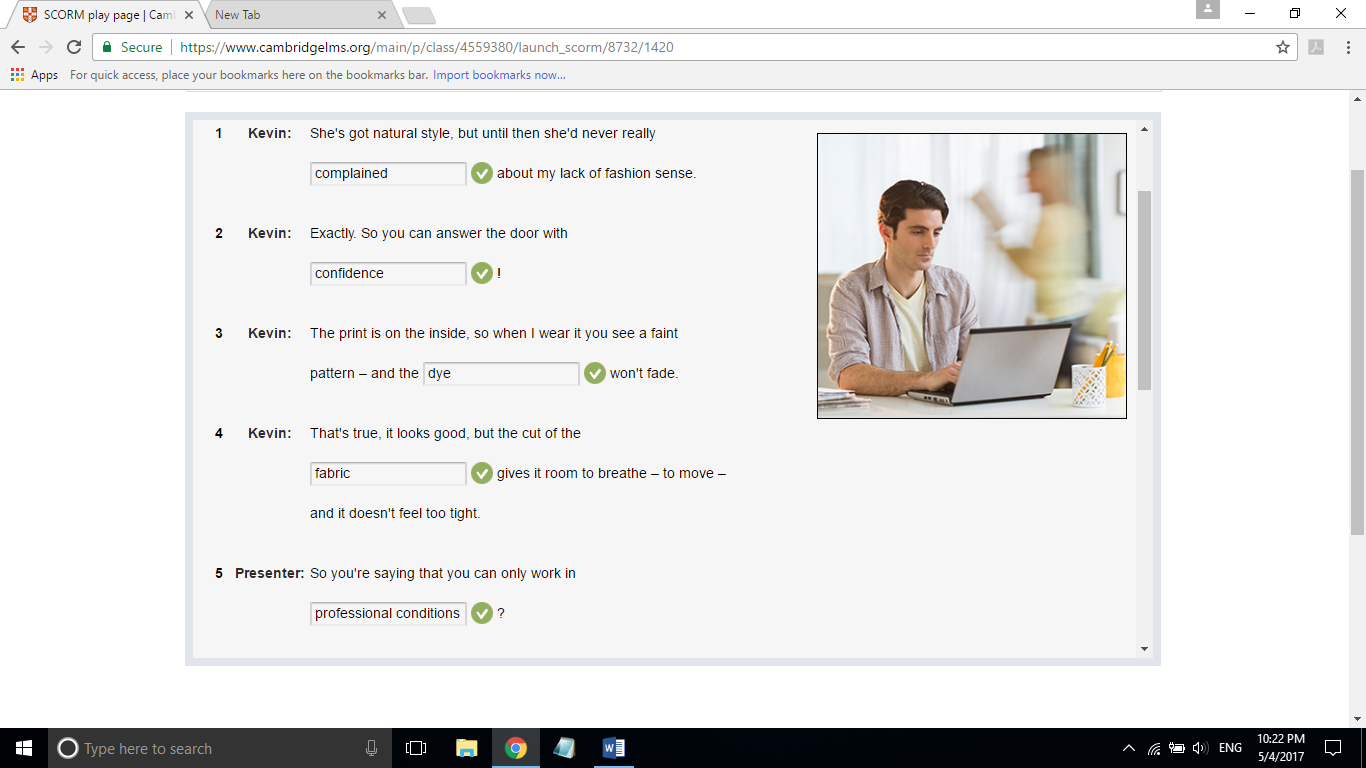 SCORM play page | Cam
New Tab
Secure
https://www.cambridgelms.org/main/p/class/4559380/launch_scorm/8732/1420
Apps For quick access, place your bookmarks here on the bookmarks bar. Import bookmarks now...
1 Kevin: She's got natural style, but until then she'd never really
complained about my lack of fashion sense.
2 Kevin: Exactly. So you can answer the door with
confidence !
3 Kevin: The print is on the inside, so when I wear it you see a faint
pattern – and the dye won't fade.
4 Kevin: That's true, it looks good, but the cut of the
fabric gives it room to breathe – to move –
and it doesn't feel too tight.
5 Presenter: So you're saying that you can only work in
professional conditions ?
Type here to search
ENG
10:22 PM
5/4/2017